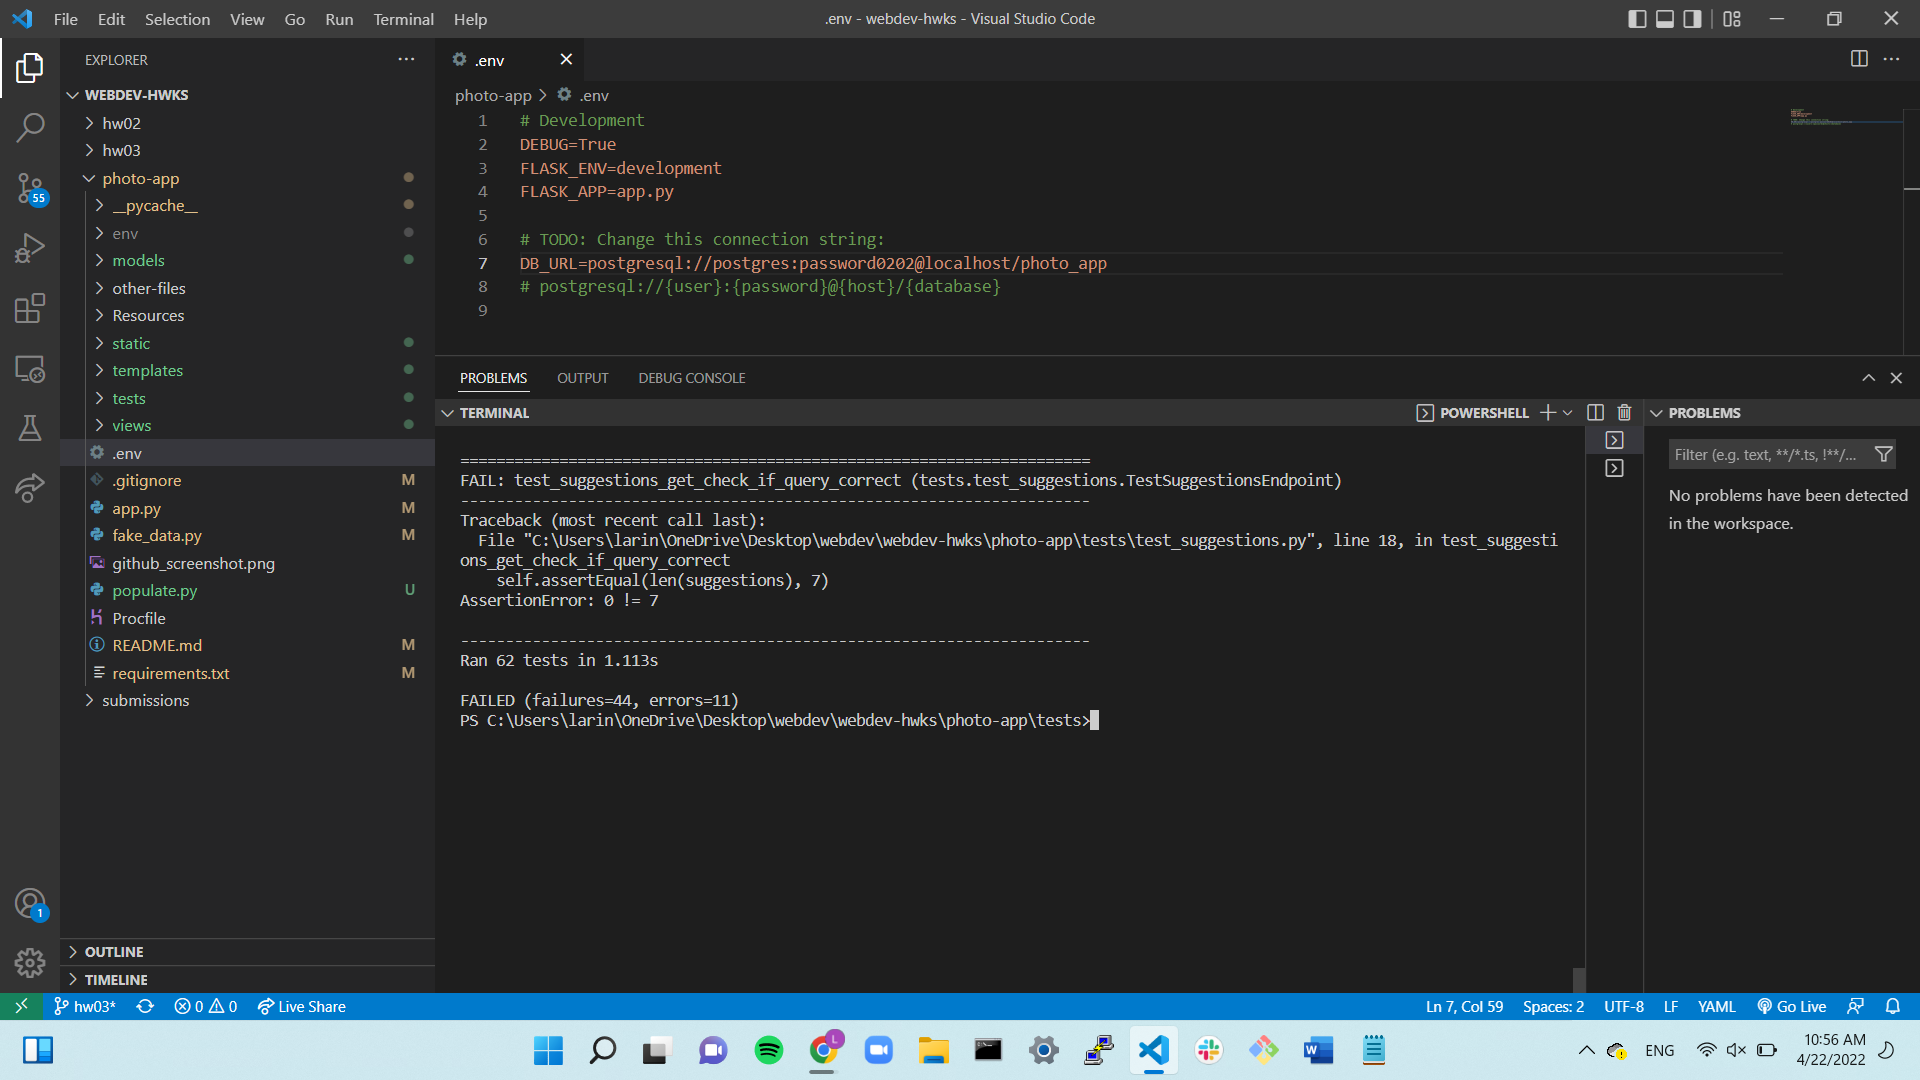 File Edit Selection View Go Run Terminal Help
.env - webdev-hwks - Visual Studio Code
EXPLORER
WEBDEV-HWKS
hw02
hw03
photo-app
__pycache__
env
models
other-files
Resources
static
templates
tests
views
.env
.gitignore M
app.py M
fake_data.py M
github_screenshot.png
populate.py U
Procfile
README.md M
requirements.txt M
submissions
OUTLINE
TIMELINE
55
1
.env
photo-app > .env
1 # Development
2 DEBUG=True
3 FLASK_ENV=development
4 FLASK_APP=app.py
5
6 # TODO: Change this connection string:
7 DB_URL=postgresql://postgres:password0202@localhost/photo_app
8 # postgresql://{user}:{password}@{host}/{database}
9
PROBLEMS OUTPUT DEBUG CONSOLE
TERMINAL
POWERSHELL
======================================================================
FAIL: test_suggestions_get_check_if_query_correct (tests.test_suggestions.TestSuggestionsEndpoint)
----------------------------------------------------------------------
Traceback (most recent call last):
File "C:\Users\larin\OneDrive\Desktop\webdev\webdev-hwks\photo-app\tests\test_suggestions.py", line 18, in test_suggesti
ons_get_check_if_query_correct
self.assertEqual(len(suggestions), 7)
AssertionError: 0 != 7
----------------------------------------------------------------------
Ran 62 tests in 1.113s
FAILED (failures=44, errors=11)
PS C:\Users\larin\OneDrive\Desktop\webdev\webdev-hwks\photo-app\tests>
PROBLEMS
Filter (e.g. text, **/*.ts, !**/...
No problems have been detected
in the workspace.
hw03* 0 0 Live Share
Ln 7, Col 59 Spaces: 2 UTF-8 LF YAML Go Live
L
W
ENG
10:56 AM
4/22/2022